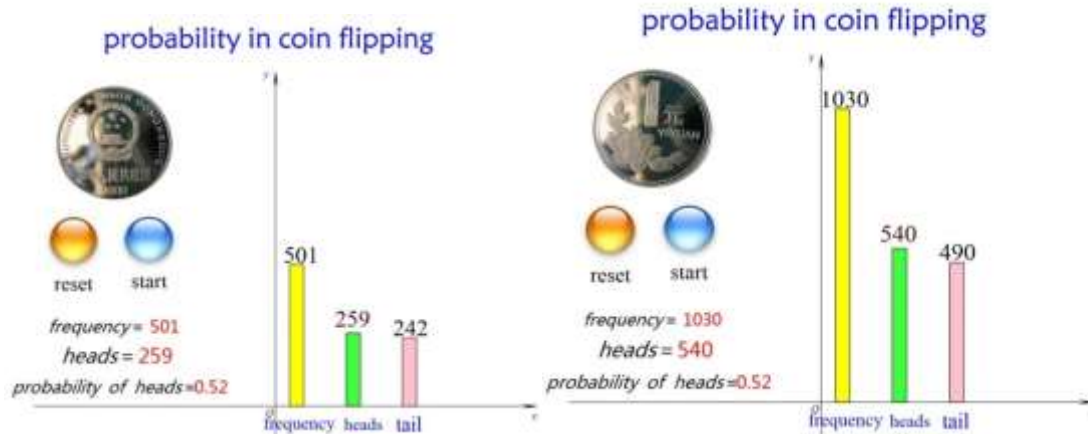 probability in coin flipping
y
501
259
242
reset
start
frequency= 501
heads= 259
probability of heads=0.52
O
x
frequency
heads
tail
probability in coin flipping
y
1030
540
490
YI YUAN
reset
start
frequency= 1030
heads= 540
probability of heads=0.52
O
frequency
heads
tail